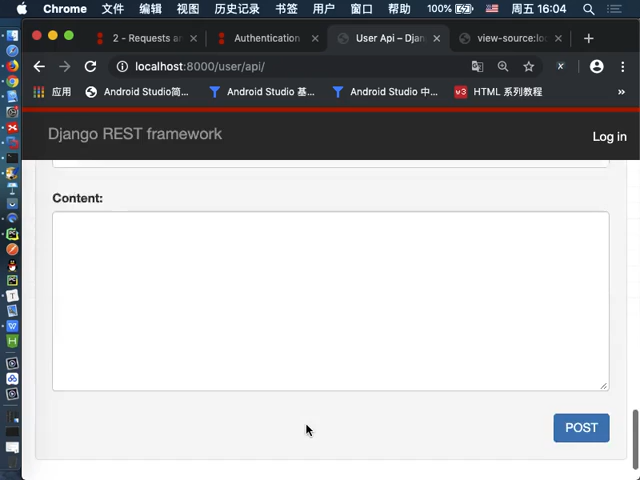 Chrome 文件 编辑 视图 历史记录 书签 用户 窗口 帮助 100% 周五 16:04
2 - Requests an
Authentication
User Api – Djan
view-source:loc
localhost:8000/user/api/
应用 Android Studio简... Android Studio 基... Android Studio 中... v3 HTML 系列教程 »
Django REST framework
Log in
Content:
POST